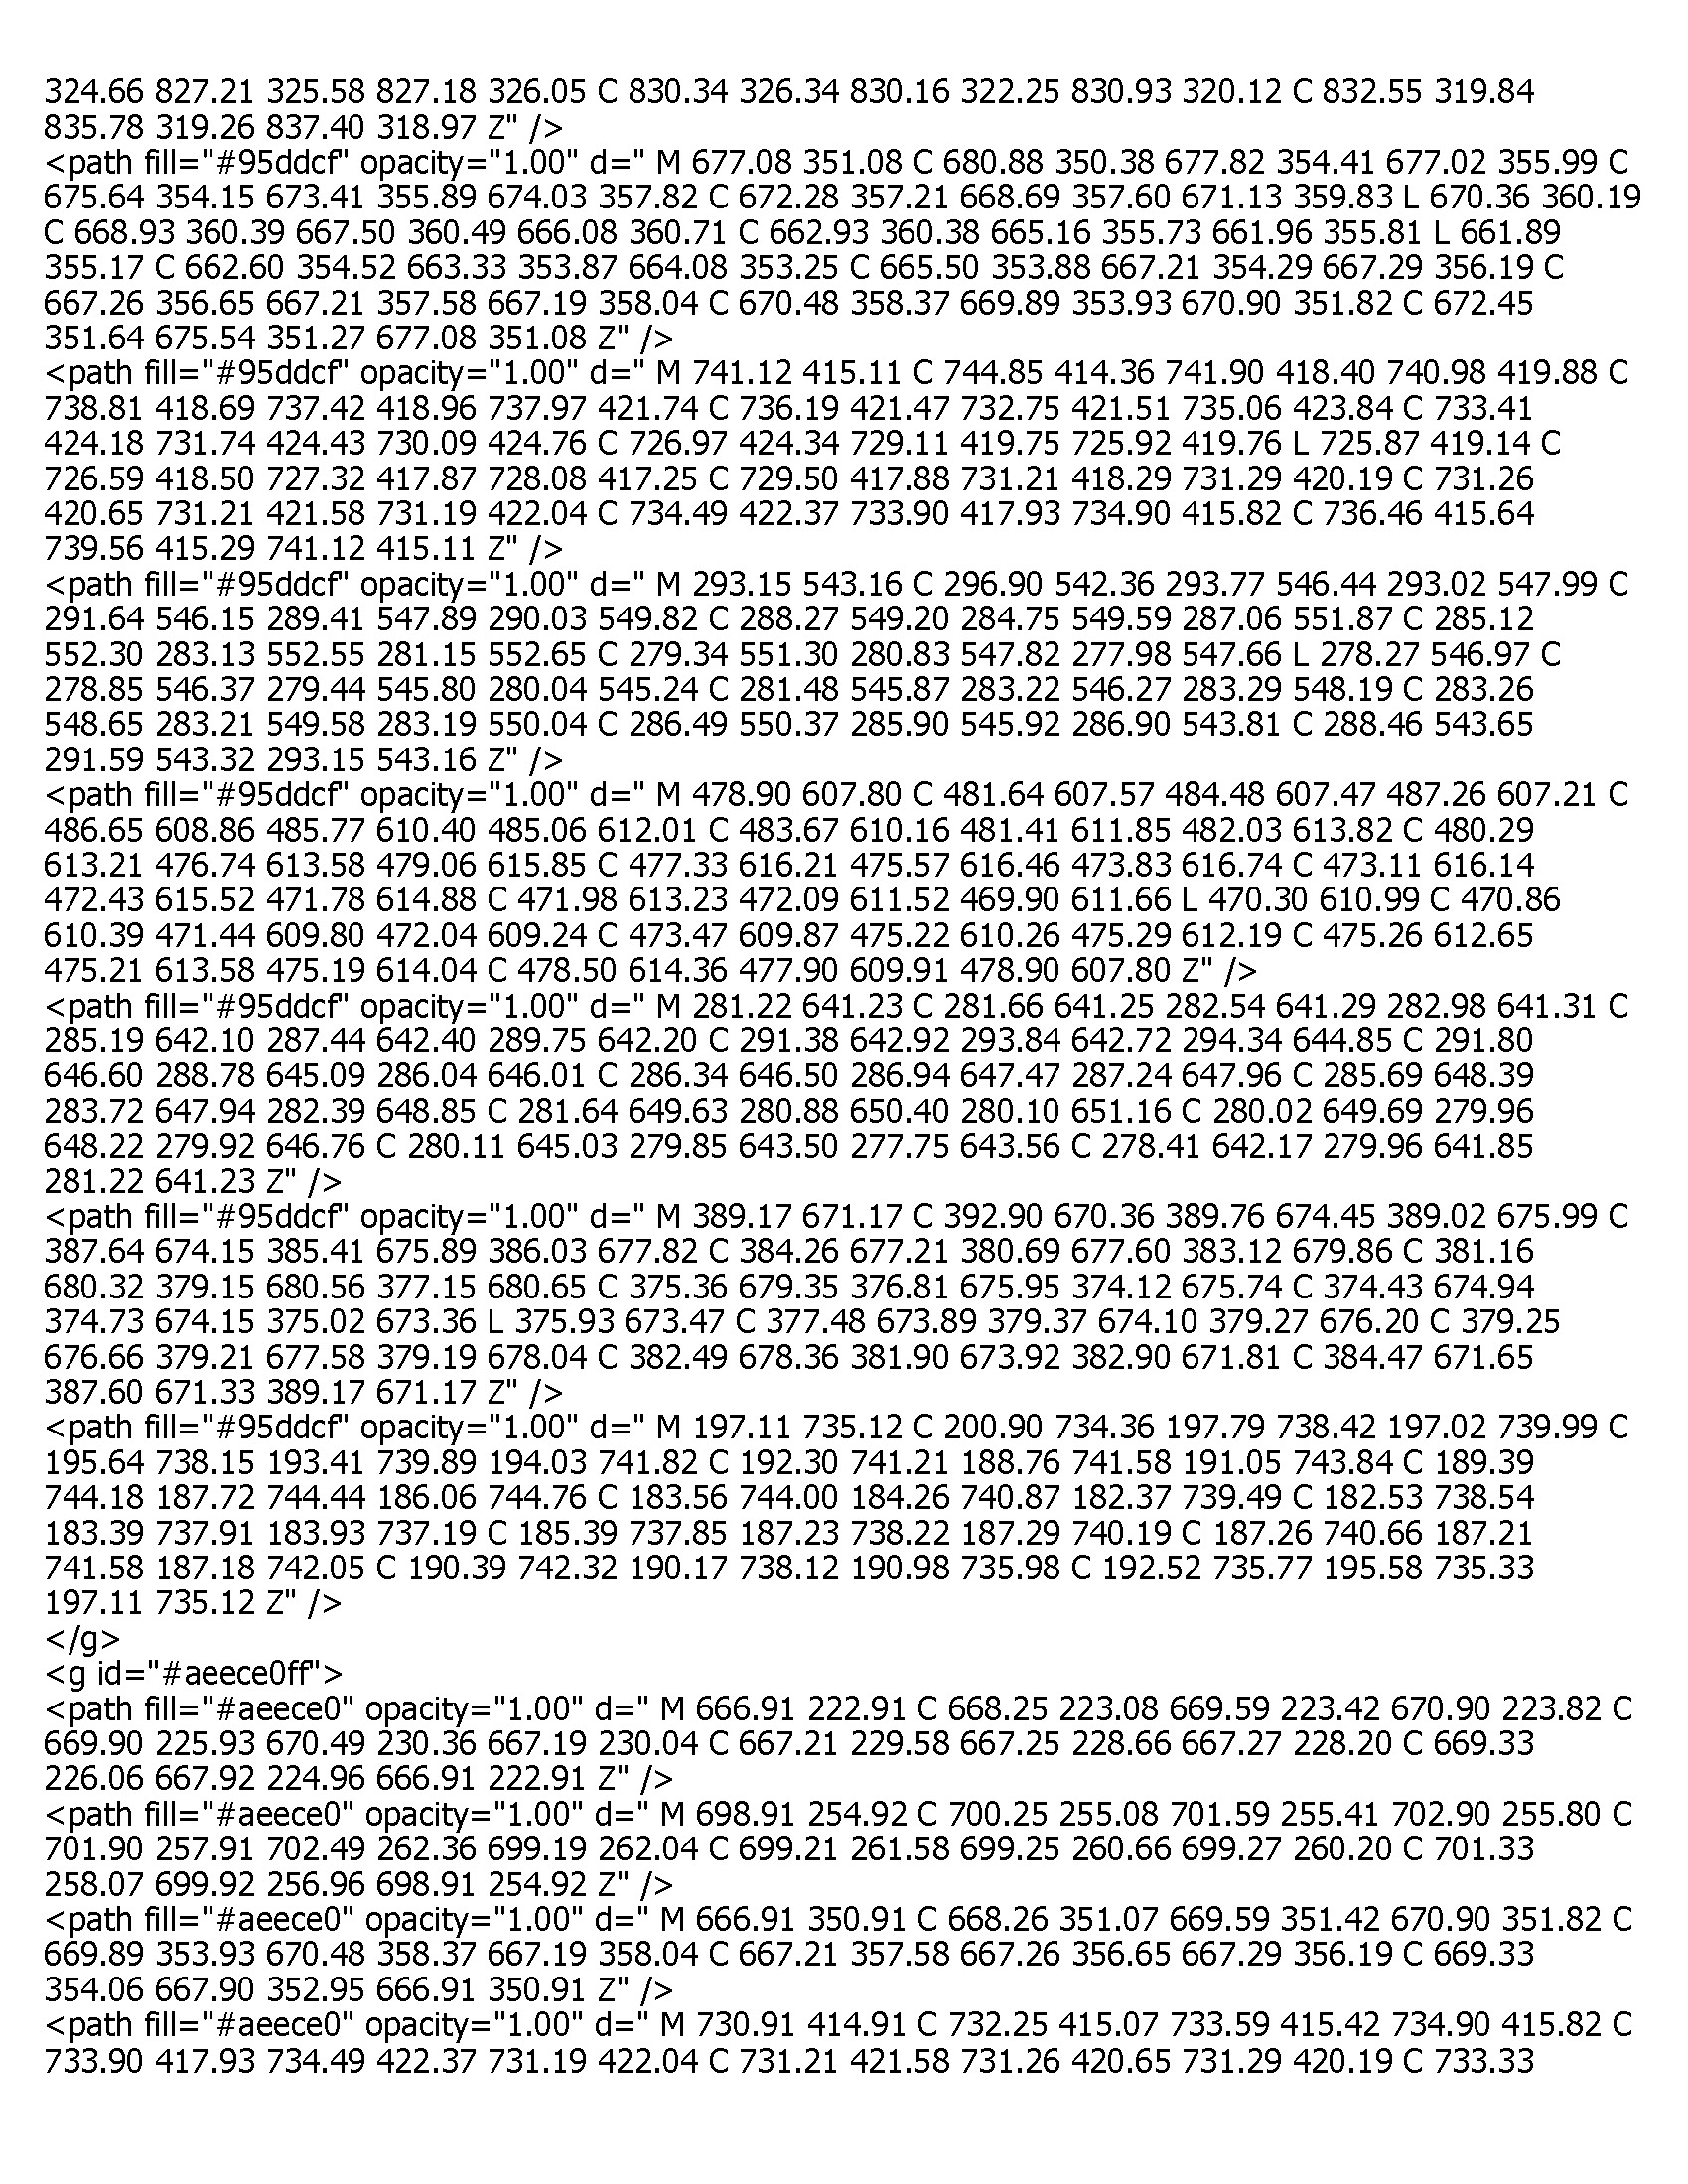 324.66 827.21 325.58 827.18 326.05 C 830.34 326.34 830.16 322.25 830.93 320.12 C 832.55 319.84
835.78 319.26 837.40 318.97 Z" />
<path fill="#95ddcf" opacity="1.00" d=" M 677.08 351.08 C 680.88 350.38 677.82 354.41 677.02 355.99 C
675.64 354.15 673.41 355.89 674.03 357.82 C 672.28 357.21 668.69 357.60 671.13 359.83 L 670.36 360.19
C 668.93 360.39 667.50 360.49 666.08 360.71 C 662.93 360.38 665.16 355.73 661.96 355.81 L 661.89
355.17 C 662.60 354.52 663.33 353.87 664.08 353.25 C 665.50 353.88 667.21 354.29 667.29 356.19 C
667.26 356.65 667.21 357.58 667.19 358.04 C 670.48 358.37 669.89 353.93 670.90 351.82 C 672.45
351.64 675.54 351.27 677.08 351.08 Z" />
<path fill="#95ddcf" opacity="1.00" d=" M 741.12 415.11 C 744.85 414.36 741.90 418.40 740.98 419.88 C
738.81 418.69 737.42 418.96 737.97 421.74 C 736.19 421.47 732.75 421.51 735.06 423.84 C 733.41
424.18 731.74 424.43 730.09 424.76 C 726.97 424.34 729.11 419.75 725.92 419.76 L 725.87 419.14 C
726.59 418.50 727.32 417.87 728.08 417.25 C 729.50 417.88 731.21 418.29 731.29 420.19 C 731.26
420.65 731.21 421.58 731.19 422.04 C 734.49 422.37 733.90 417.93 734.90 415.82 C 736.46 415.64
739.56 415.29 741.12 415.11 Z" />
<path fill="#95ddcf" opacity="1.00" d=" M 293.15 543.16 C 296.90 542.36 293.77 546.44 293.02 547.99 C
291.64 546.15 289.41 547.89 290.03 549.82 C 288.27 549.20 284.75 549.59 287.06 551.87 C 285.12
552.30 283.13 552.55 281.15 552.65 C 279.34 551.30 280.83 547.82 277.98 547.66 L 278.27 546.97 C
278.85 546.37 279.44 545.80 280.04 545.24 C 281.48 545.87 283.22 546.27 283.29 548.19 C 283.26
548.65 283.21 549.58 283.19 550.04 C 286.49 550.37 285.90 545.92 286.90 543.81 C 288.46 543.65
291.59 543.32 293.15 543.16 Z" />
<path fill="#95ddcf" opacity="1.00" d=" M 478.90 607.80 C 481.64 607.57 484.48 607.47 487.26 607.21 C
486.65 608.86 485.77 610.40 485.06 612.01 C 483.67 610.16 481.41 611.85 482.03 613.82 C 480.29
613.21 476.74 613.58 479.06 615.85 C 477.33 616.21 475.57 616.46 473.83 616.74 C 473.11 616.14
472.43 615.52 471.78 614.88 C 471.98 613.23 472.09 611.52 469.90 611.66 L 470.30 610.99 C 470.86
610.39 471.44 609.80 472.04 609.24 C 473.47 609.87 475.22 610.26 475.29 612.19 C 475.26 612.65
475.21 613.58 475.19 614.04 C 478.50 614.36 477.90 609.91 478.90 607.80 Z" />
<path fill="#95ddcf" opacity="1.00" d=" M 281.22 641.23 C 281.66 641.25 282.54 641.29 282.98 641.31 C
285.19 642.10 287.44 642.40 289.75 642.20 C 291.38 642.92 293.84 642.72 294.34 644.85 C 291.80
646.60 288.78 645.09 286.04 646.01 C 286.34 646.50 286.94 647.47 287.24 647.96 C 285.69 648.39
283.72 647.94 282.39 648.85 C 281.64 649.63 280.88 650.40 280.10 651.16 C 280.02 649.69 279.96
648.22 279.92 646.76 C 280.11 645.03 279.85 643.50 277.75 643.56 C 278.41 642.17 279.96 641.85
281.22 641.23 Z" />
<path fill="#95ddcf" opacity="1.00" d=" M 389.17 671.17 C 392.90 670.36 389.76 674.45 389.02 675.99 C
387.64 674.15 385.41 675.89 386.03 677.82 C 384.26 677.21 380.69 677.60 383.12 679.86 C 381.16
680.32 379.15 680.56 377.15 680.65 C 375.36 679.35 376.81 675.95 374.12 675.74 C 374.43 674.94
374.73 674.15 375.02 673.36 L 375.93 673.47 C 377.48 673.89 379.37 674.10 379.27 676.20 C 379.25
676.66 379.21 677.58 379.19 678.04 C 382.49 678.36 381.90 673.92 382.90 671.81 C 384.47 671.65
387.60 671.33 389.17 671.17 Z" />
<path fill="#95ddcf" opacity="1.00" d=" M 197.11 735.12 C 200.90 734.36 197.79 738.42 197.02 739.99 C
195.64 738.15 193.41 739.89 194.03 741.82 C 192.30 741.21 188.76 741.58 191.05 743.84 C 189.39
744.18 187.72 744.44 186.06 744.76 C 183.56 744.00 184.26 740.87 182.37 739.49 C 182.53 738.54
183.39 737.91 183.93 737.19 C 185.39 737.85 187.23 738.22 187.29 740.19 C 187.26 740.66 187.21
741.58 187.18 742.05 C 190.39 742.32 190.17 738.12 190.98 735.98 C 192.52 735.77 195.58 735.33
197.11 735.12 Z" />
</g>
<g id="#aeece0ff">
<path fill="#aeece0" opacity="1.00" d=" M 666.91 222.91 C 668.25 223.08 669.59 223.42 670.90 223.82 C
669.90 225.93 670.49 230.36 667.19 230.04 C 667.21 229.58 667.25 228.66 667.27 228.20 C 669.33
226.06 667.92 224.96 666.91 222.91 Z" />
<path fill="#aeece0" opacity="1.00" d=" M 698.91 254.92 C 700.25 255.08 701.59 255.41 702.90 255.80 C
701.90 257.91 702.49 262.36 699.19 262.04 C 699.21 261.58 699.25 260.66 699.27 260.20 C 701.33
258.07 699.92 256.96 698.91 254.92 Z" />
<path fill="#aeece0" opacity="1.00" d=" M 666.91 350.91 C 668.26 351.07 669.59 351.42 670.90 351.82 C
669.89 353.93 670.48 358.37 667.19 358.04 C 667.21 357.58 667.26 356.65 667.29 356.19 C 669.33
354.06 667.90 352.95 666.91 350.91 Z" />
<path fill="#aeece0" opacity="1.00" d=" M 730.91 414.91 C 732.25 415.07 733.59 415.42 734.90 415.82 C
733.90 417.93 734.49 422.37 731.19 422.04 C 731.21 421.58 731.26 420.65 731.29 420.19 C 733.33